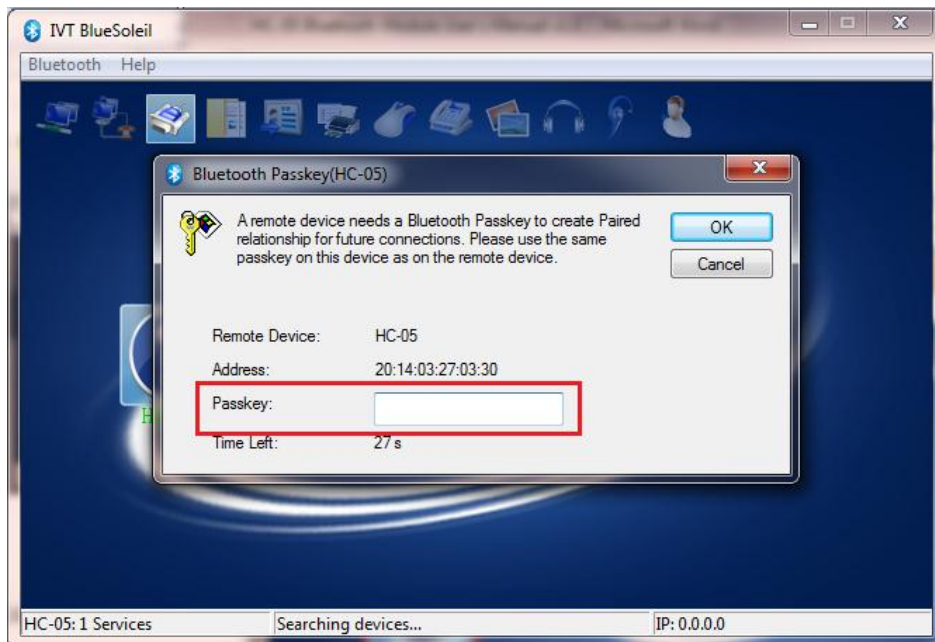 IVT BlueSoleil
Bluetooth Help
Bluetooth Passkey(HC-05)
A remote device needs a Bluetooth Passkey to create Paired
relationship for future connections. Please use the same
passkey on this device as on the remote device.
OK
Cancel
Remote Device: HC-05
Address: 20:14:03:27:03:30
Passkey:
Time Left: 27 s
H
HC-05: 1 Services Searching devices... IP: 0.0.0.0